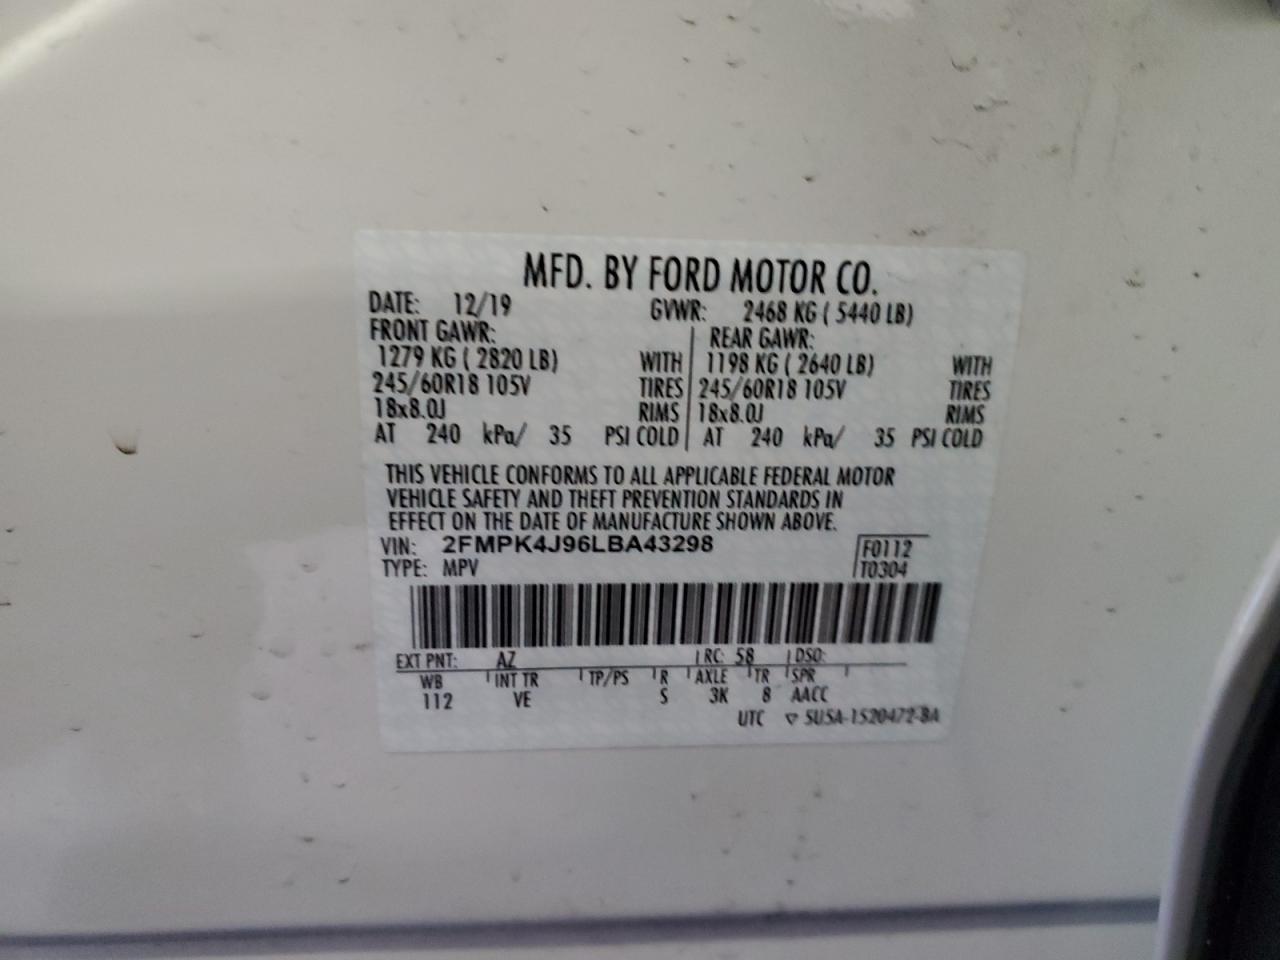 MFD. BY FORD MOTOR CO.
DATE: 12/19 GVWR: 2468 KG ( 5440 LB)
FRONT GAWR: REAR GAWR:
1279 KG ( 2820 LB) WITH 1198 KG ( 2640 LB) WITH
245/60R18 105V TIRES 245/60R18 105V TIRES
18x8.0J RIMS 18x8.0J RIMS
AT 240 kPa/ 35 PSI COLD AT 240 kPa/ 35 PSI COLD
THIS VEHICLE CONFORMS TO ALL APPLICABLE FEDERAL MOTOR
VEHICLE SAFETY AND THEFT PREVENTION STANDARDS IN
EFFECT ON THE DATE OF MANUFACTURE SHOWN ABOVE.
VIN: 2FMPK4J96LBA43298 F0112
TYPE: MPV T0304
EXT PNT: AZ RC: 58 DSO:
WB INT TR TP/PS R AXLE TR SPR
112 VE S 3K 8 AACC
UTC ▽ 5U5A-1520472-BA